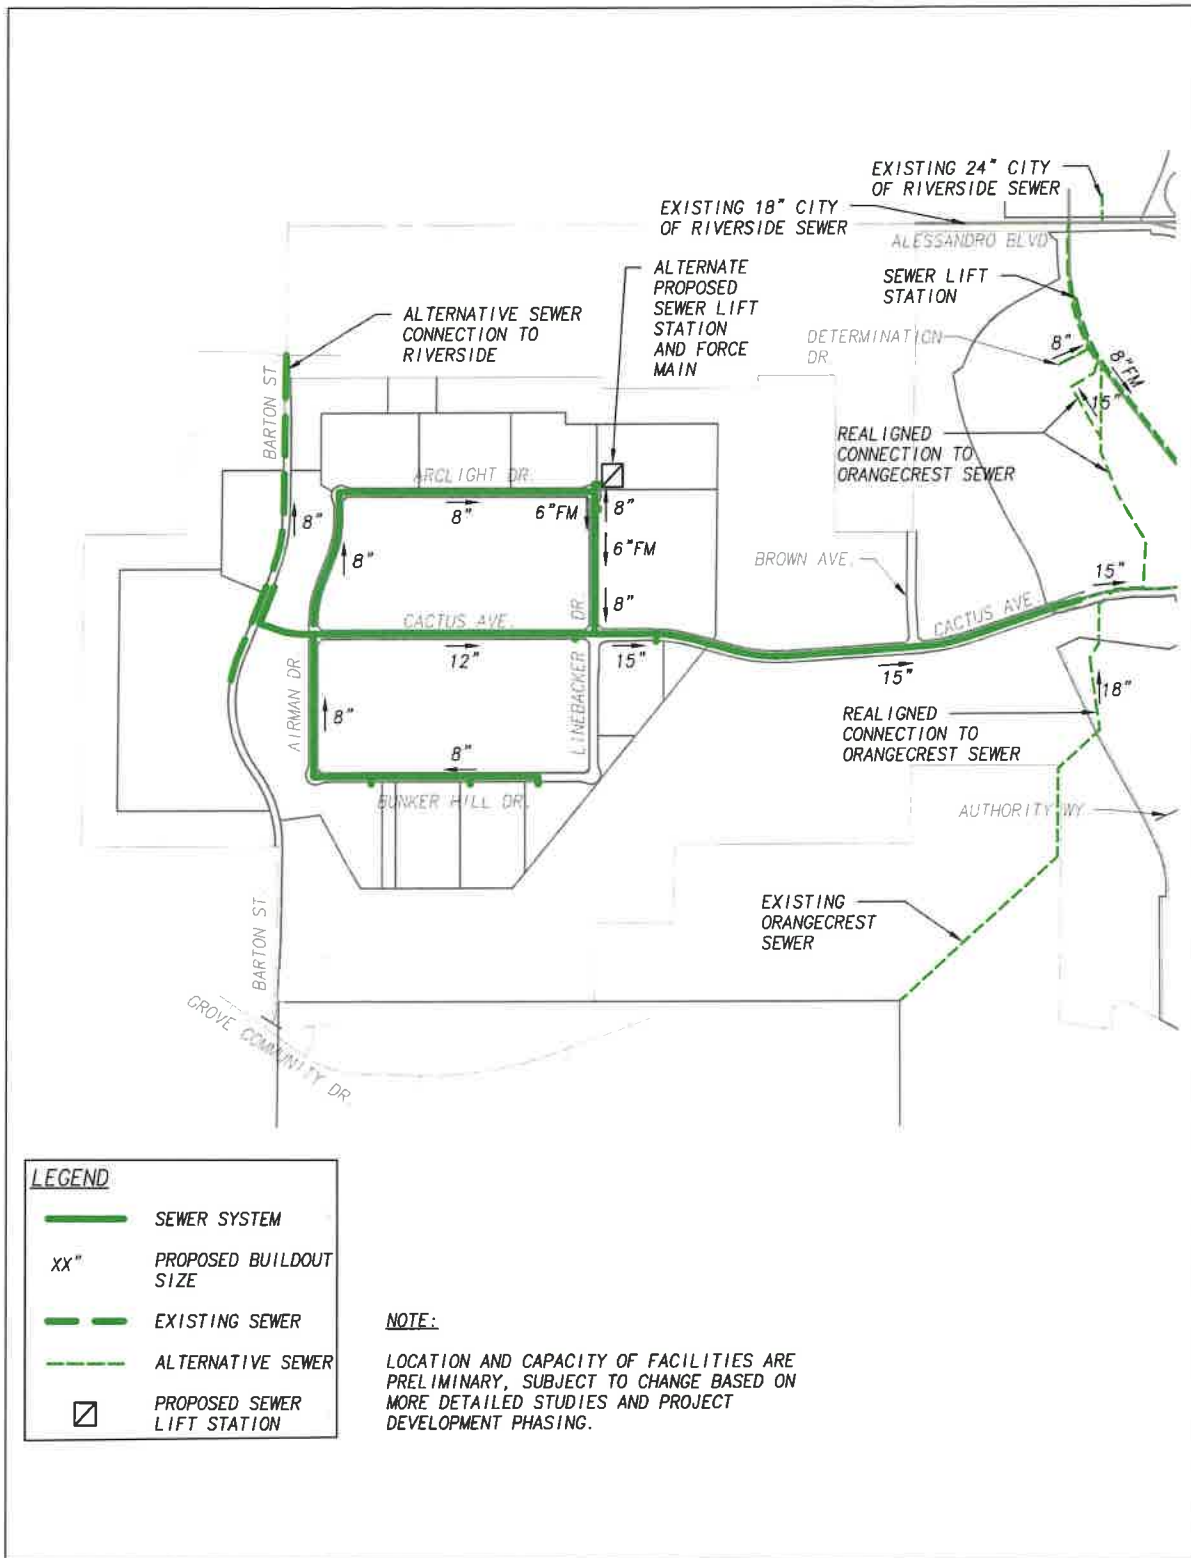 EXISTING 24" CITY
OF RIVERSIDE SEWER
EXISTING 18" CITY
OF RIVERSIDE SEWER
ALESSANDRO BLVD
ALTERNATE
PROPOSED
SEWER LIFT
STATION
AND FORCE
MAIN
SEWER LIFT
STATION
ALTERNATIVE SEWER
CONNECTION TO
RIVERSIDE
DETERMINATION
DR.
8"
8"FM
15"
BARTON ST.
REALIGNED
CONNECTION TO
ORANGECREST SEWER
ARCLIGHT DR.
8"
8"
6"FM
8"
8"
6"FM
BROWN AVE.
15"
8"
CACTUS AVE.
DR.
CACTUS AVE.
12"
15"
15"
AIRMAN DR
LINEBACKER
18"
8"
REALIGNED
CONNECTION TO
ORANGECREST SEWER
8"
BUNKER HILL DR.
AUTHORITY WY.
EXISTING
ORANGECREST
SEWER
BARTON ST.
GROVE COMMUNITY DR.
LEGEND
SEWER SYSTEM
XX"
PROPOSED BUILDOUT
SIZE
EXISTING SEWER
ALTERNATIVE SEWER
PROPOSED SEWER
LIFT STATION
NOTE:
LOCATION AND CAPACITY OF FACILITIES ARE
PRELIMINARY, SUBJECT TO CHANGE BASED ON
MORE DETAILED STUDIES AND PROJECT
DEVELOPMENT PHASING.